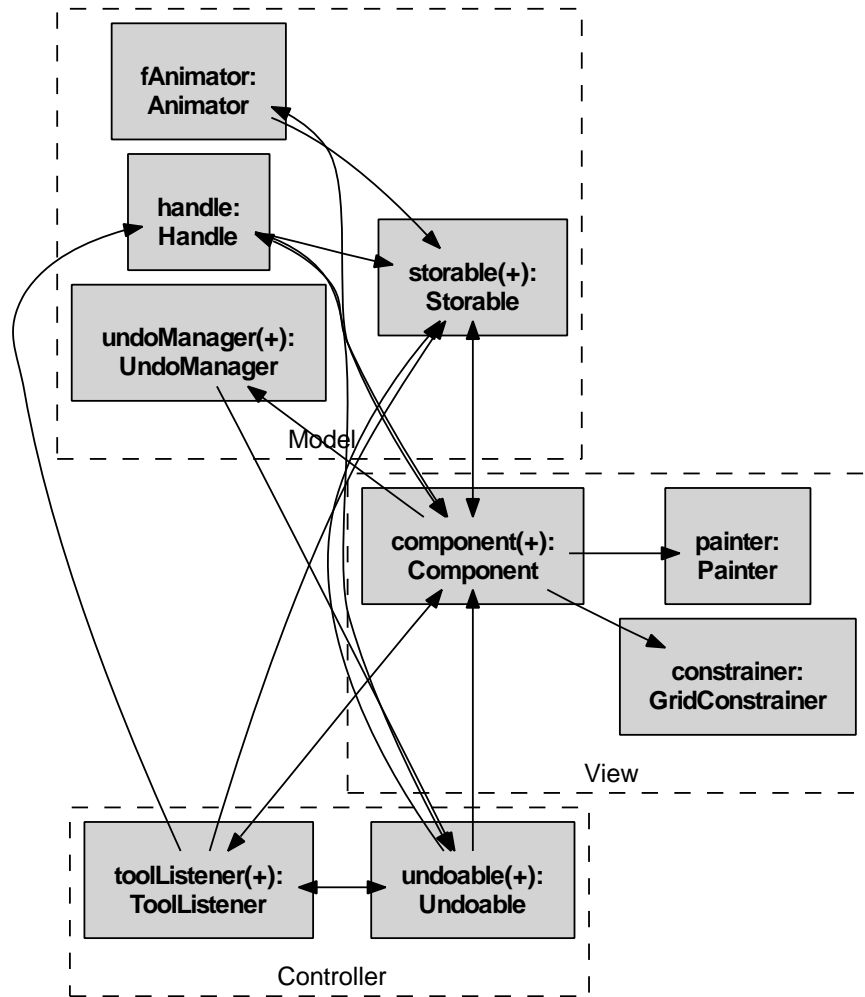 fAnimator:
Animator
handle:
Handle
storable(+):
Storable
undoManager(+):
UndoManager
Model
component(+):
Component
painter:
Painter
constrainer:
GridConstrainer
View
toolListener(+):
ToolListener
undoable(+):
Undoable
Controller